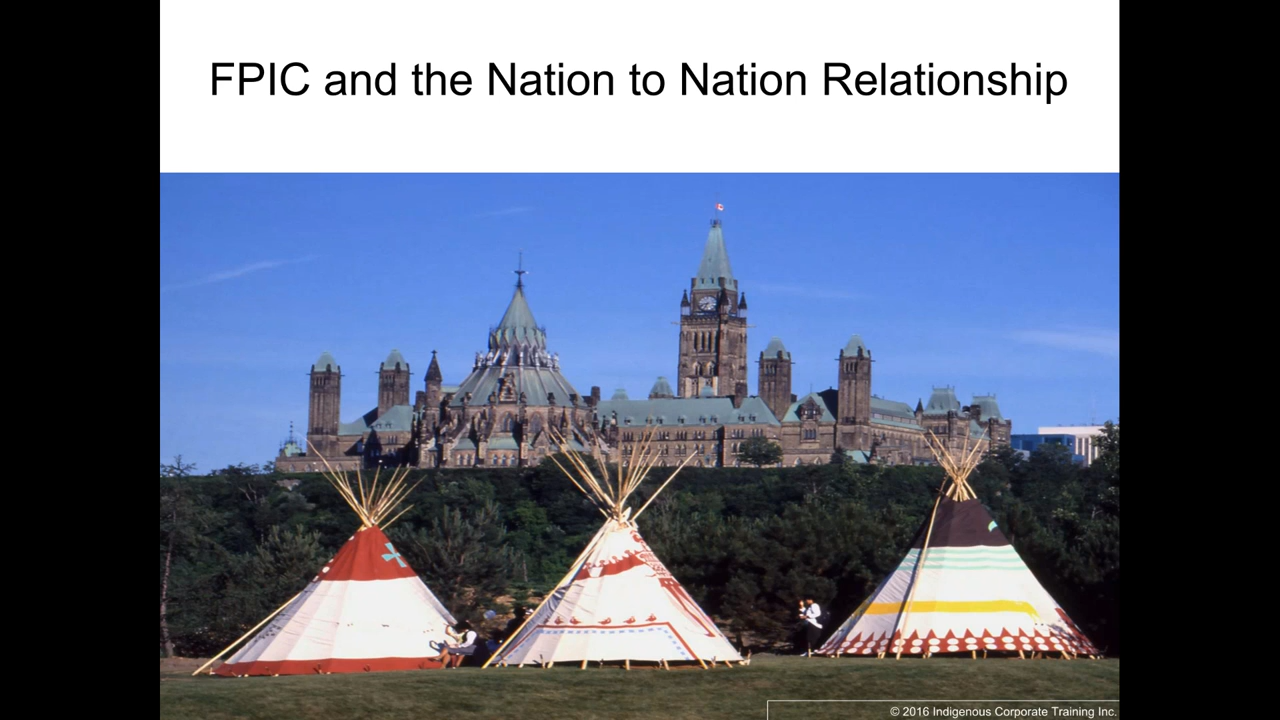 FPIC and the Nation to Nation Relationship
© 2016 Indigenous Corporate Training Inc.